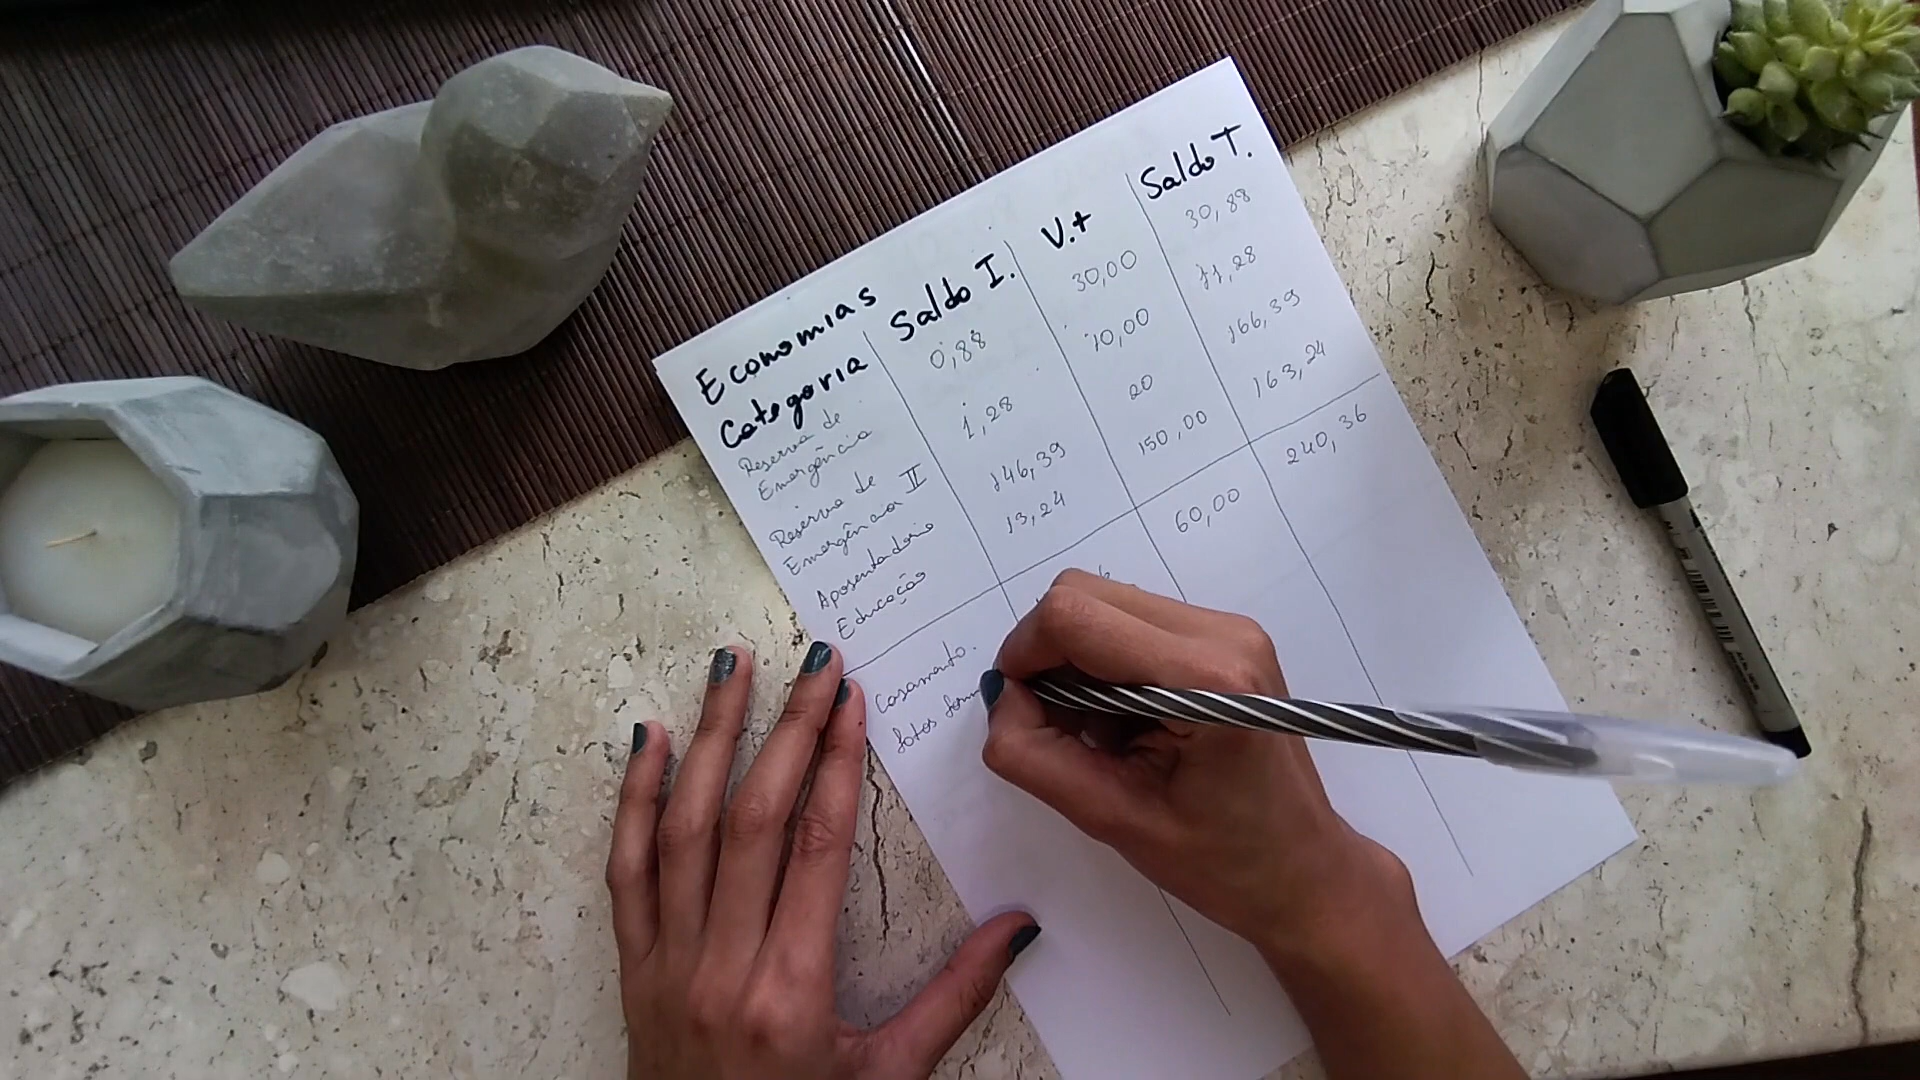 Economias
Categoria Saldo I. V.+ Saldo T.
Reserva de
Emergência 0,88 30,00 30,88
Reserva de
Emergência II 1,28 10,00 11,28
Aposentadoria 146,39 20 166,39
Educação 13,24 150,00 163,24
Casamento. 60,00 240,36
fotos